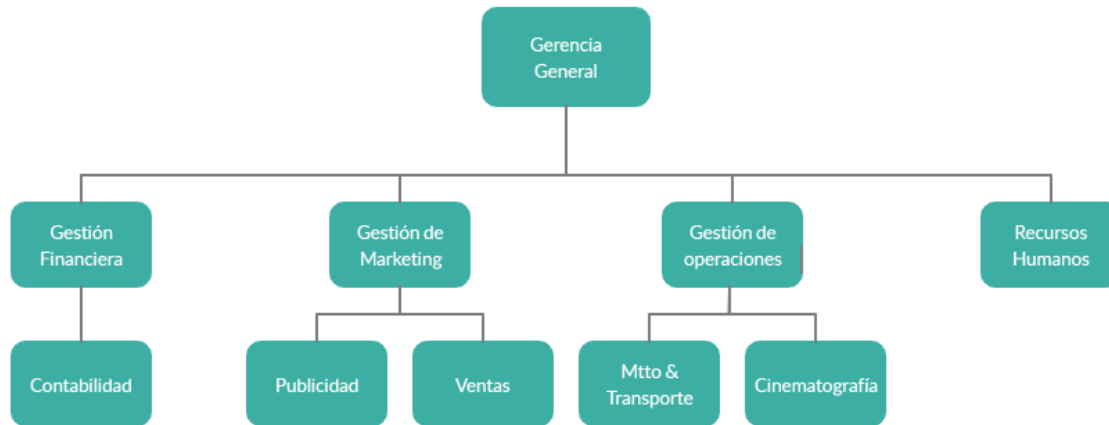 Gerencia
General
Gestión
Financiera
Gestión de
Marketing
Gestión de
operaciones
Recursos
Humanos
Contabilidad
Publicidad
Ventas
Mtto &
Transporte
Cinematografía